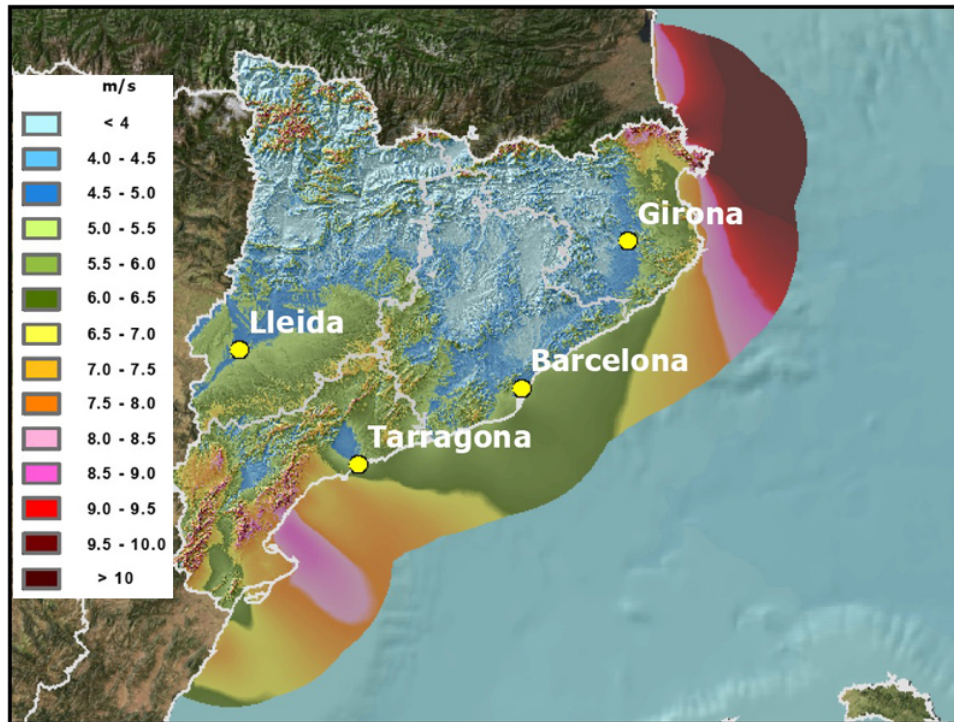 m/s
< 4
4.0 - 4.5
4.5 - 5.0
5.0 - 5.5
5.5 - 6.0
6.0 - 6.5
6.5 - 7.0
7.0 - 7.5
7.5 - 8.0
8.0 - 8.5
8.5 - 9.0
9.0 - 9.5
9.5 - 10.0
> 10
Girona
Lleida
Barcelona
Tarragona